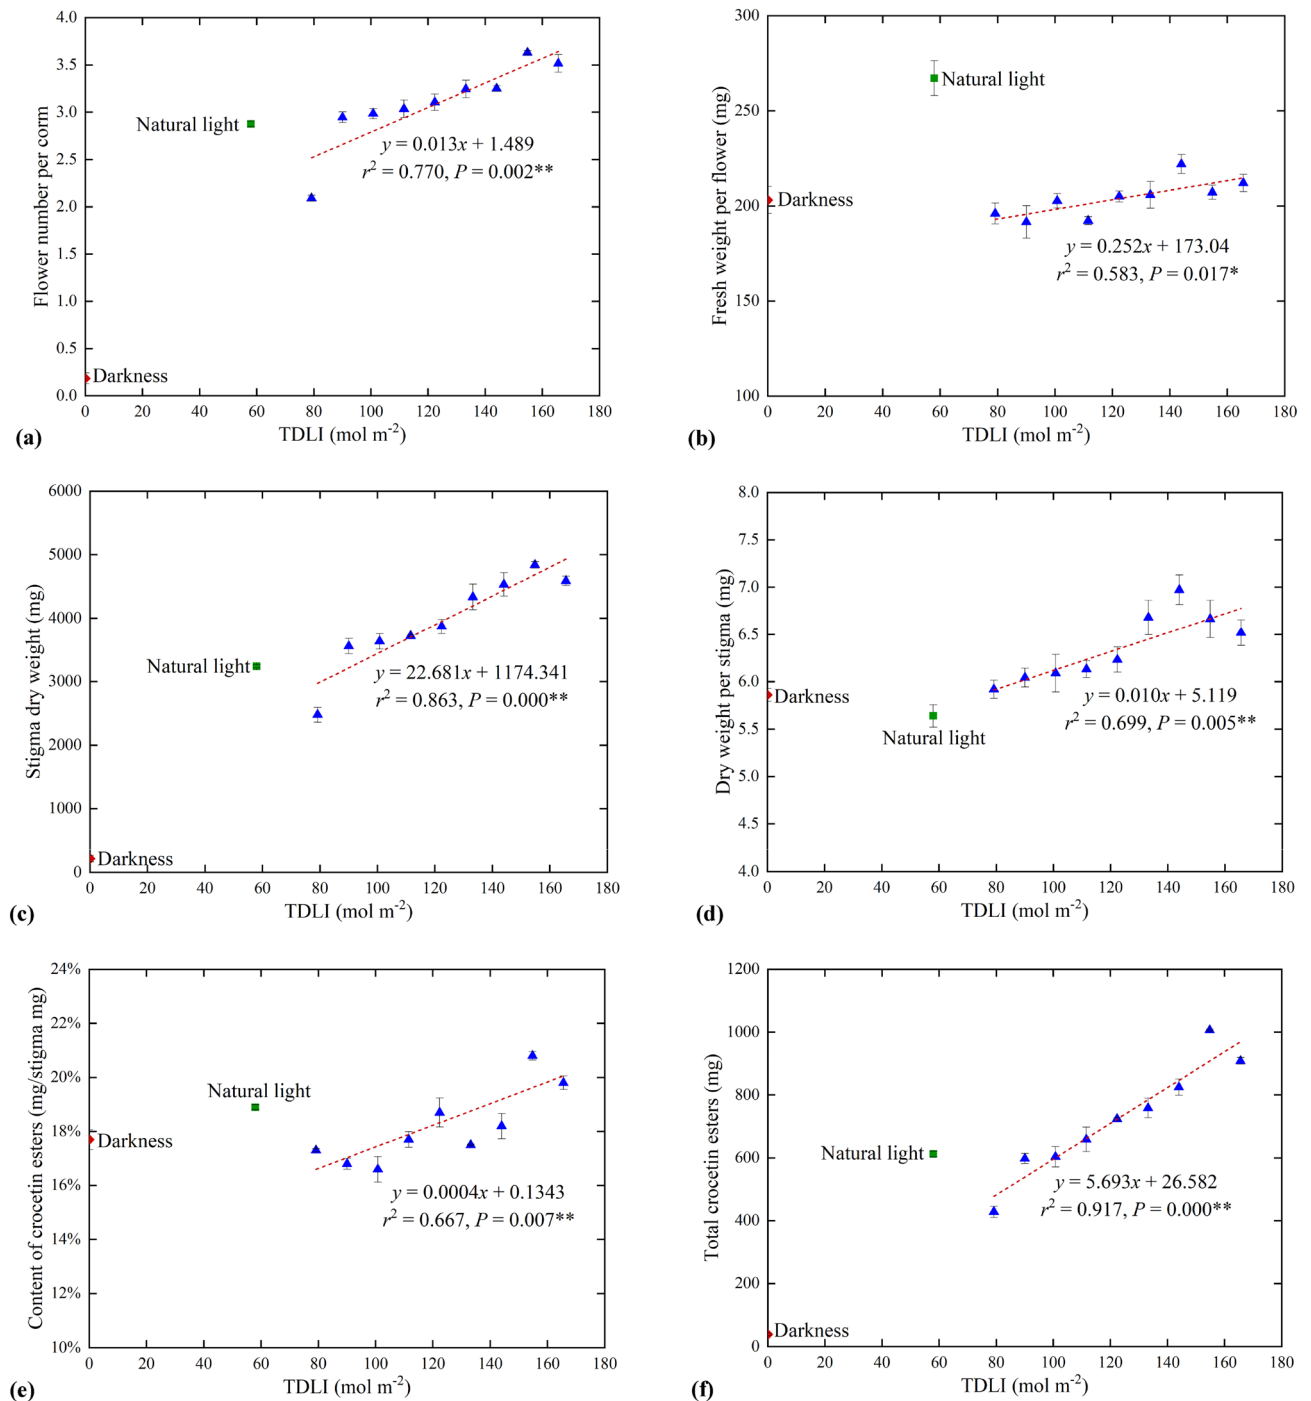 4.0
3.5
3.0
2.5
2.0
1.5
1.0
0.5
0.0
Flower number per corm
Natural light
y = 0.013x + 1.489
r² = 0.770, P = 0.002**
Darkness
0 20 40 60 80 100 120 140 160 180
TDLI (mol m⁻²)
(a)
300
250
200
150
100
Fresh weight per flower (mg)
Natural light
Darkness
y = 0.252x + 173.04
r² = 0.583, P = 0.017*
0 20 40 60 80 100 120 140 160 180
TDLI (mol m⁻²)
(b)
6000
5000
4000
3000
2000
1000
0
Stigma dry weight (mg)
Natural light
y = 22.681x + 1174.341
r² = 0.863, P = 0.000**
Darkness
0 20 40 60 80 100 120 140 160 180
TDLI (mol m⁻²)
(c)
8.0
7.5
7.0
6.5
6.0
5.5
5.0
4.5
4.0
Dry weight per stigma (mg)
Darkness
Natural light
y = 0.010x + 5.119
r² = 0.699, P = 0.005**
0 20 40 60 80 100 120 140 160 180
TDLI (mol m⁻²)
(d)
24%
22%
20%
18%
16%
14%
12%
10%
Content of crocetin esters (mg/stigma mg)
Natural light
Darkness
y = 0.0004x + 0.1343
r² = 0.667, P = 0.007**
0 20 40 60 80 100 120 140 160 180
TDLI (mol m⁻²)
(e)
1200
1000
800
600
400
200
0
Total crocetin esters (mg)
Natural light
y = 5.693x + 26.582
r² = 0.917, P = 0.000**
Darkness
0 20 40 60 80 100 120 140 160 180
TDLI (mol m⁻²)
(f)